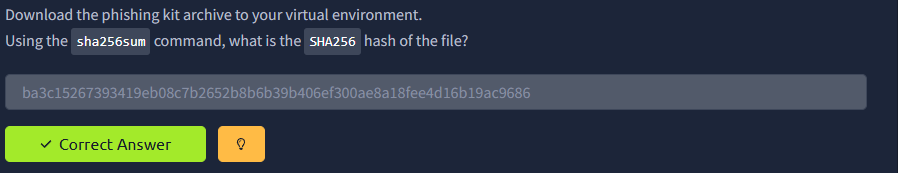 Download the phishing kit archive to your virtual environment.
Using the sha256sum command, what is the SHA256 hash of the file?
ba3c15267393419eb08c7b2652b8b6b39b406ef300ae8a18fee4d16b19ac9686
Correct Answer